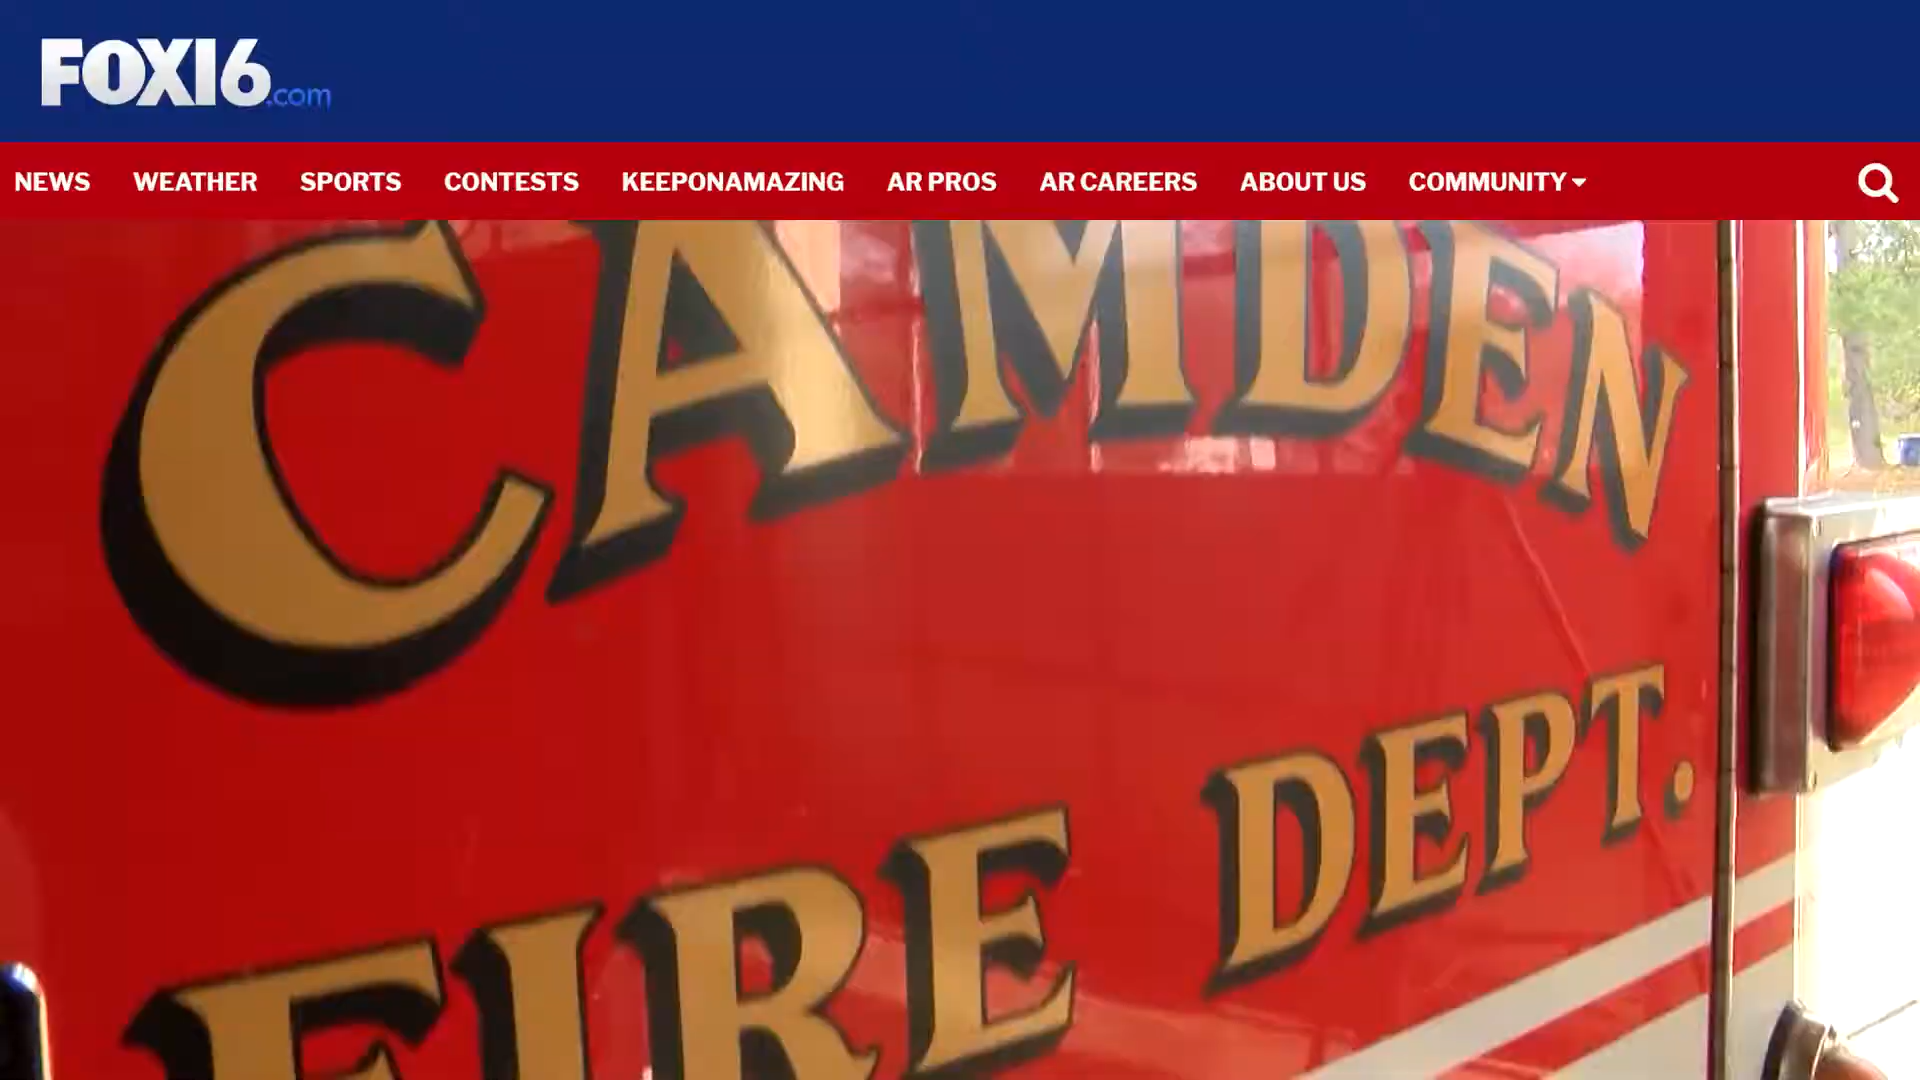 FOX16.com
NEWS WEATHER SPORTS CONTESTS KEEPONAMAZING AR PROS AR CAREERS ABOUT US COMMUNITY
CAMDEN
FIRE DEPT.